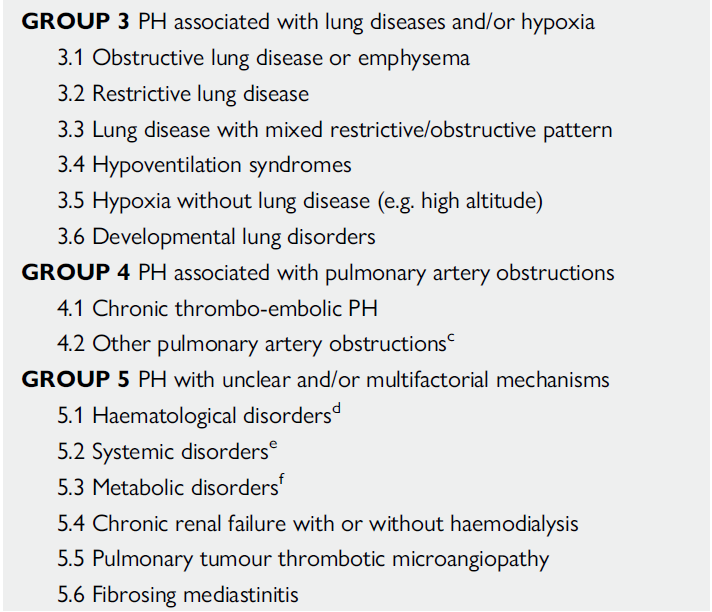 GROUP 3 PH associated with lung diseases and/or hypoxia
3.1 Obstructive lung disease or emphysema
3.2 Restrictive lung disease
3.3 Lung disease with mixed restrictive/obstructive pattern
3.4 Hypoventilation syndromes
3.5 Hypoxia without lung disease (e.g. high altitude)
3.6 Developmental lung disorders
GROUP 4 PH associated with pulmonary artery obstructions
4.1 Chronic thrombo-embolic PH
4.2 Other pulmonary artery obstructionsᶜ
GROUP 5 PH with unclear and/or multifactorial mechanisms
5.1 Haematological disordersᵈ
5.2 Systemic disordersᵉ
5.3 Metabolic disordersᶠ
5.4 Chronic renal failure with or without haemodialysis
5.5 Pulmonary tumour thrombotic microangiopathy
5.6 Fibrosing mediastinitis